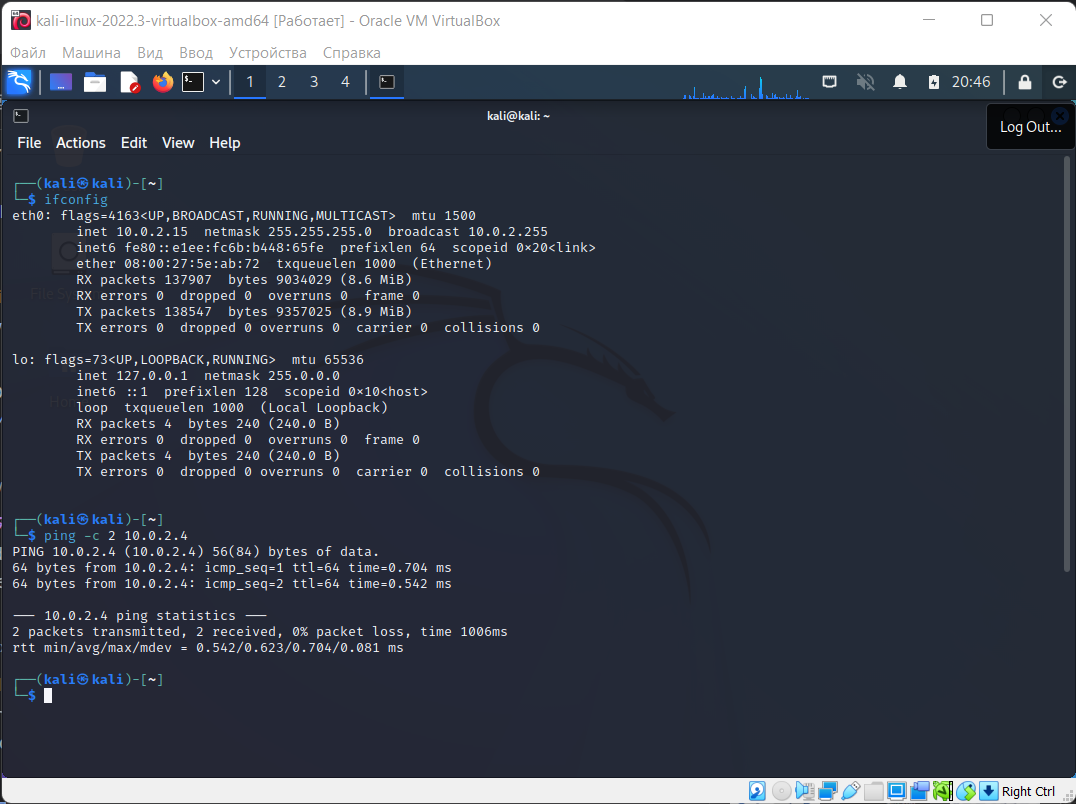 kali-linux-2022.3-virtualbox-amd64 [Работает] - Oracle VM VirtualBox
Файл Машина Вид Ввод Устройства Справка
1 2 3 4 20:46
kali@kali: ~
Log Out...
File Actions Edit View Help
┌──(kali㉿kali)-[~]
└─$ ifconfig
eth0: flags=4163<UP,BROADCAST,RUNNING,MULTICAST>  mtu 1500
        inet 10.0.2.15  netmask 255.255.255.0  broadcast 10.0.2.255
        inet6 fe80::e1ee:fc6b:b448:65fe  prefixlen 64  scopeid 0×20<link>
        ether 08:00:27:5e:ab:72  txqueuelen 1000  (Ethernet)
        RX packets 137907  bytes 9034029 (8.6 MiB)
        RX errors 0  dropped 0  overruns 0  frame 0
        TX packets 138547  bytes 9357025 (8.9 MiB)
        TX errors 0  dropped 0 overruns 0  carrier 0  collisions 0
lo: flags=73<UP,LOOPBACK,RUNNING>  mtu 65536
        inet 127.0.0.1  netmask 255.0.0.0
        inet6 ::1  prefixlen 128  scopeid 0×10<host>
        loop  txqueuelen 1000  (Local Loopback)
        RX packets 4  bytes 240 (240.0 B)
        RX errors 0  dropped 0  overruns 0  frame 0
        TX packets 4  bytes 240 (240.0 B)
        TX errors 0  dropped 0 overruns 0  carrier 0  collisions 0
┌──(kali㉿kali)-[~]
└─$ ping -c 2 10.0.2.4
PING 10.0.2.4 (10.0.2.4) 56(84) bytes of data.
64 bytes from 10.0.2.4: icmp_seq=1 ttl=64 time=0.704 ms
64 bytes from 10.0.2.4: icmp_seq=2 ttl=64 time=0.542 ms
--- 10.0.2.4 ping statistics ---
2 packets transmitted, 2 received, 0% packet loss, time 1006ms
rtt min/avg/max/mdev = 0.542/0.623/0.704/0.081 ms
┌──(kali㉿kali)-[~]
└─$
Right Ctrl